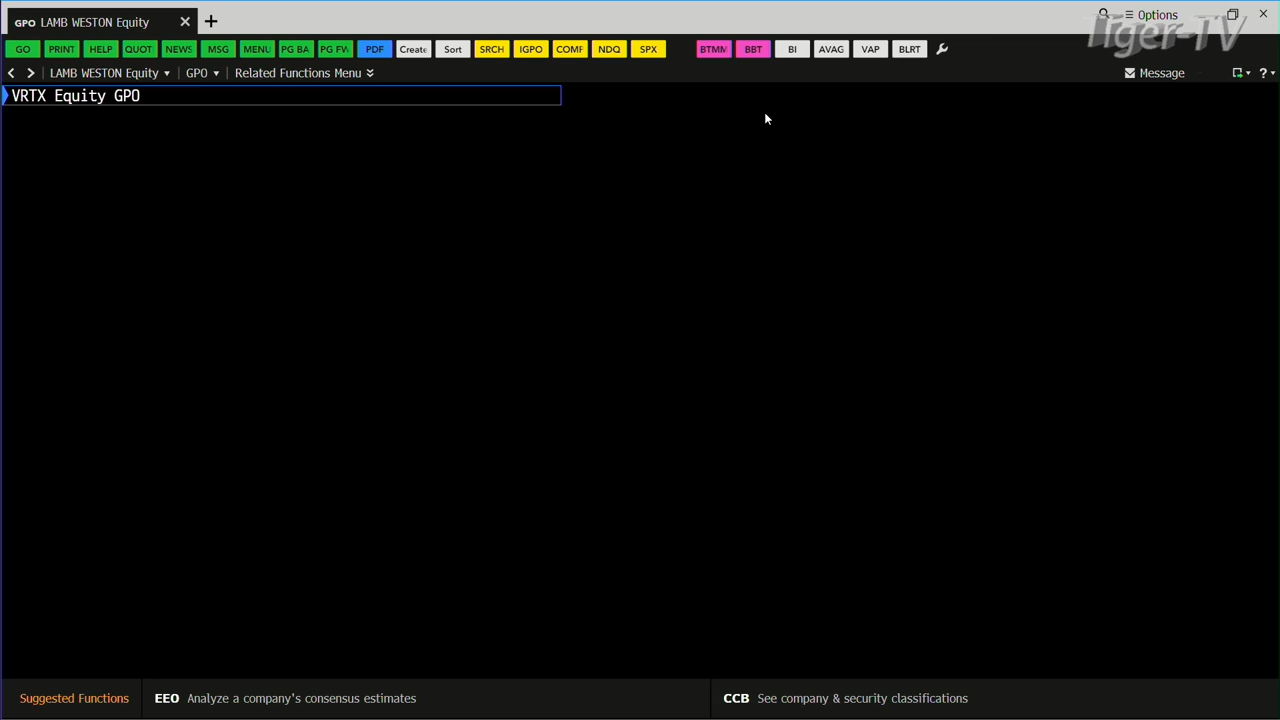 GPO LAMB WESTON Equity
Options
Tiger-TV
GO PRINT HELP QUOT NEWS MSG MENU PG BA PG FW PDF Create Sort SRCH IGPO COMF NDQ SPX BTMM BBT BI AVAG VAP BLRT
LAMB WESTON Equity GPO Related Functions Menu Message ?
VRTX Equity GPO
Suggested Functions EEO Analyze a company's consensus estimates CCB See company & security classifications